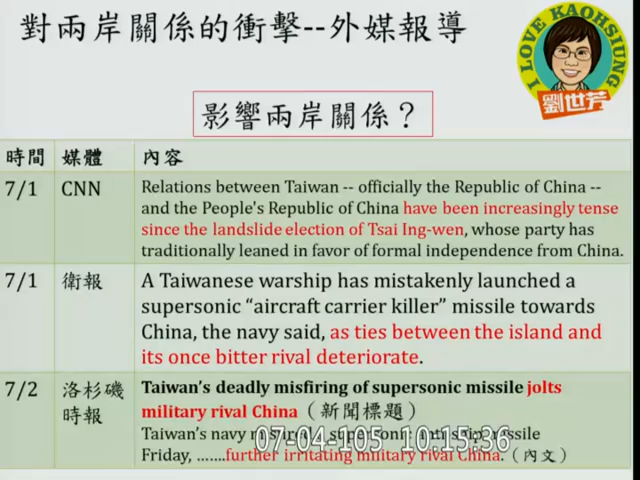 對兩岸關係的衝擊--外媒報導
I LOVE KAOHSIUNG
劉世芳
影響兩岸關係？
時間 媒體 內容
7/1 CNN Relations between Taiwan -- officially the Republic of China --
and the People's Republic of China have been increasingly tense
since the landslide election of Tsai Ing-wen, whose party has
traditionally leaned in favor of formal independence from China.
7/1 衛報 A Taiwanese warship has mistakenly launched a
supersonic “aircraft carrier killer” missile towards
China, the navy said, as ties between the island and
its once bitter rival deteriorate.
7/2 洛杉磯時報 Taiwan’s deadly misfiring of supersonic missile jolts
military rival China（新聞標題）
Taiwan’s navy misfired a supersonic antiship missile
07-04-105 10:15:36
Friday, ……further irritating military rival China.（內文）